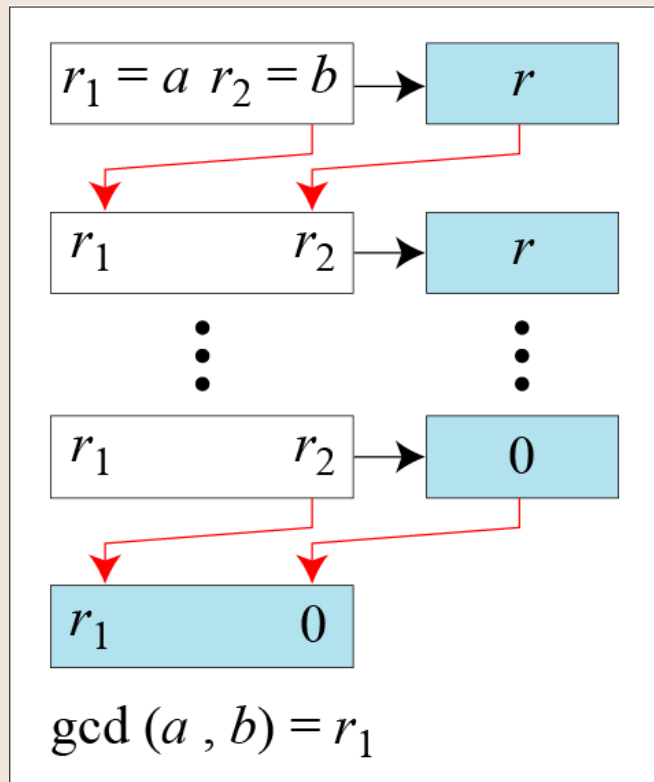 r₁ = a r₂ = b r
r₁ r₂ r
r₁ r₂ 0
r₁ 0
gcd (a , b) = r₁